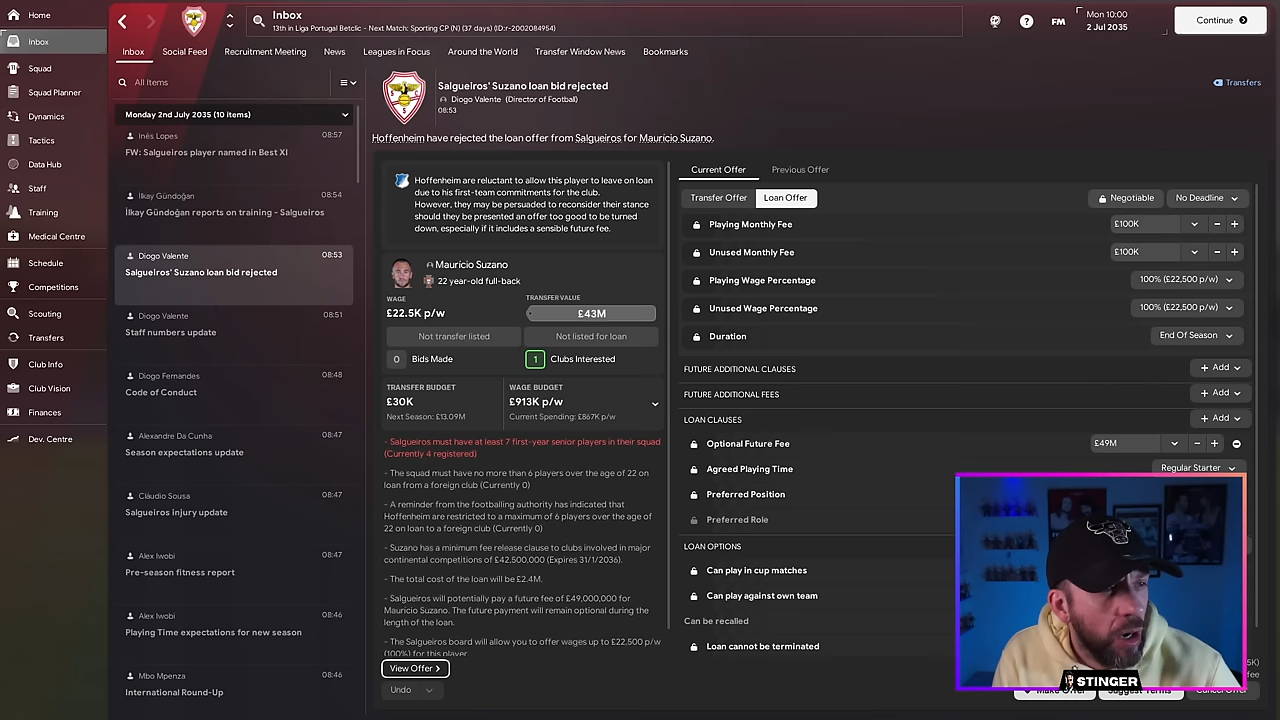 Home
Inbox
Squad
Squad Planner
Dynamics
Tactics
Data Hub
Staff
Training
Medical Centre
Schedule
Competitions
Scouting
Transfers
Club Info
Club Vision
Finances
Dev. Centre
Inbox
13th in Liga Portugal Betclic - Next Match: Sporting CP (N) (37 days) (ID:r-2002084954)
FM
Mon 10:00
2 Jul 2035
Continue
Inbox
Social Feed
Recruitment Meeting
News
Leagues in Focus
Around the World
Transfer Window News
Bookmarks
All Items
Monday 2nd July 2035 (10 items)
Inês Lopes 08:57
FW: Salgueiros player named in Best XI
İlkay Gündoğan 08:54
İlkay Gündoğan reports on training - Salgueiros
Diogo Valente 08:53
Salgueiros' Suzano loan bid rejected
Diogo Valente 08:51
Staff numbers update
Diogo Fernandes 08:48
Code of Conduct
Alexandre Da Cunha 08:47
Season expectations update
Cláudio Sousa 08:47
Salgueiros injury update
Alex Iwobi 08:47
Pre-season fitness report
Alex Iwobi 08:46
Playing Time expectations for new season
Mbo Mpenza 08:46
International Round-Up
Salgueiros' Suzano loan bid rejected
Diogo Valente (Director of Football)
08:53
Transfers
Hoffenheim have rejected the loan offer from Salgueiros for Maurício Suzano.
Hoffenheim are reluctant to allow this player to leave on loan
due to his first-team commitments for the club.
However, they may be persuaded to reconsider their stance
should they be presented an offer too good to be turned
down, especially if it includes a sensible future fee.
Maurício Suzano
22 year-old full-back
WAGE
£22.5K p/w
TRANSFER VALUE
£43M
Not transfer listed
Not listed for loan
0 Bids Made
1 Clubs Interested
TRANSFER BUDGET
£30K
Next Season: £13.09M
WAGE BUDGET
£913K p/w
Current Spending: £867K p/w
- Salgueiros must have at least 7 first-year senior players in their squad
(Currently 4 registered)
- The squad must have no more than 6 players over the age of 22 on
loan from a foreign club (Currently 0)
- A reminder from the footballing authority has indicated that
Hoffenheim are restricted to a maximum of 6 players over the age of
22 on loan to a foreign club (Currently 0)
- Suzano has a minimum fee release clause to clubs involved in major
continental competitions of £42,500,000 (Expires 31/1/2036).
- The total cost of the loan will be £2.4M.
- Salgueiros will potentially pay a future fee of £49,000,000 for
Maurício Suzano. The future payment will remain optional during the
length of the loan.
- The Salgueiros board will allow you to offer wages up to £22,500 p/w
(100%) for this player.
View Offer
Undo
Current Offer
Previous Offer
Transfer Offer
Loan Offer
Negotiable
No Deadline
Playing Monthly Fee £100K
Unused Monthly Fee £100K
Playing Wage Percentage 100% (£22,500 p/w)
Unused Wage Percentage 100% (£22,500 p/w)
Duration End Of Season
FUTURE ADDITIONAL CLAUSES + Add
FUTURE ADDITIONAL FEES + Add
LOAN CLAUSES + Add
Optional Future Fee £49M
Agreed Playing Time Regular Starter
Preferred Position
Preferred Role
LOAN OPTIONS
Can play in cup matches
Can play against own team
Can be recalled
Loan cannot be terminated
5K)
fee
Make Offer
Suggest Terms
Cancel Offer
STINGER